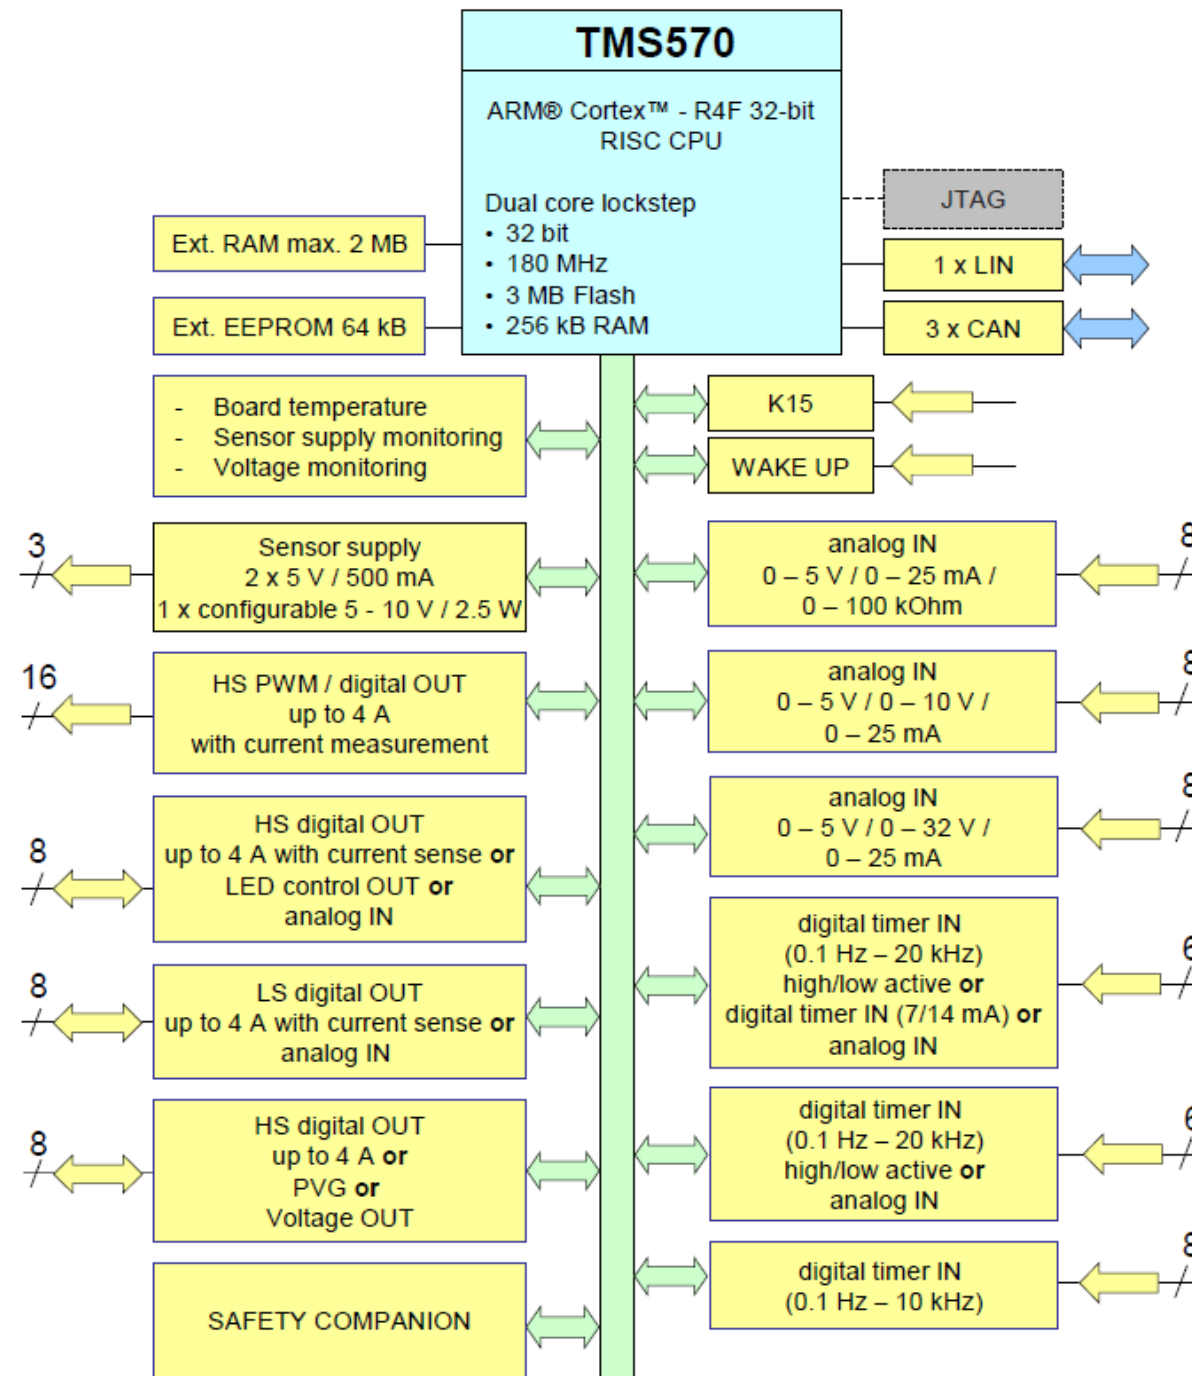 TMS570
ARM® Cortex™ - R4F 32-bit
RISC CPU
Dual core lockstep
• 32 bit
• 180 MHz
• 3 MB Flash
• 256 kB RAM
Ext. RAM max. 2 MB
Ext. EEPROM 64 kB
JTAG
1 x LIN
3 x CAN
- Board temperature
- Sensor supply monitoring
- Voltage monitoring
K15
WAKE UP
3
Sensor supply
2 x 5 V / 500 mA
1 x configurable 5 - 10 V / 2.5 W
16
HS PWM / digital OUT
up to 4 A
with current measurement
8
HS digital OUT
up to 4 A with current sense or
LED control OUT or
analog IN
8
LS digital OUT
up to 4 A with current sense or
analog IN
8
HS digital OUT
up to 4 A or
PVG or
Voltage OUT
SAFETY COMPANION
analog IN
0 – 5 V / 0 – 25 mA /
0 – 100 kOhm
8
analog IN
0 – 5 V / 0 – 10 V /
0 – 25 mA
8
analog IN
0 – 5 V / 0 – 32 V /
0 – 25 mA
8
digital timer IN
(0.1 Hz – 20 kHz)
high/low active or
digital timer IN (7/14 mA) or
analog IN
6
digital timer IN
(0.1 Hz – 20 kHz)
high/low active or
analog IN
6
digital timer IN
(0.1 Hz – 10 kHz)
8